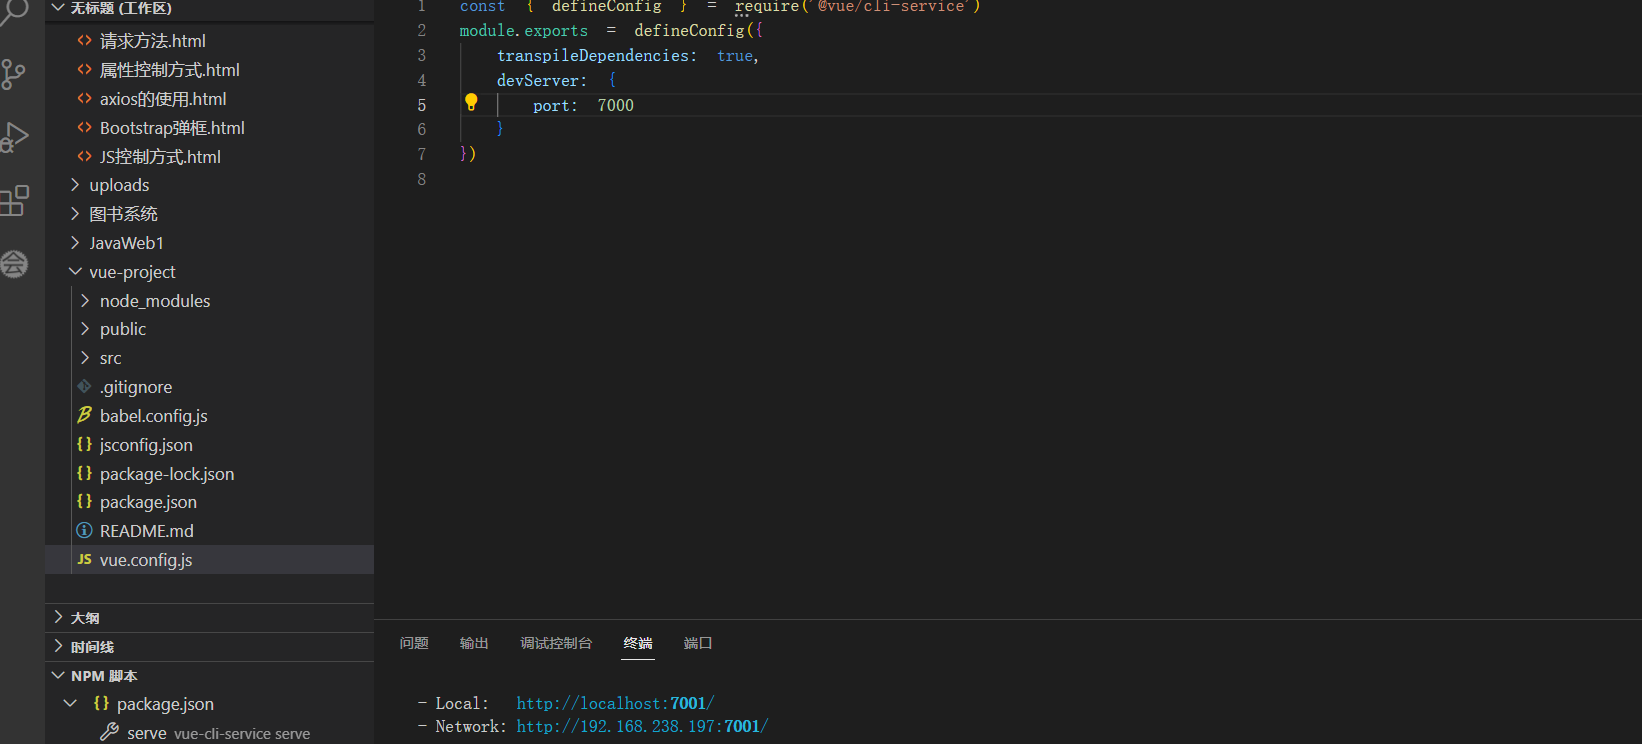 无标题 (工作区)
请求方法.html
属性控制方式.html
axios的使用.html
Bootstrap弹框.html
JS控制方式.html
uploads
图书系统
JavaWeb1
vue-project
node_modules
public
src
.gitignore
babel.config.js
jsconfig.json
package-lock.json
package.json
README.md
JS vue.config.js
大纲
时间线
NPM 脚本
package.json
serve vue-cli-service serve
会
1 const { defineConfig } = require('@vue/cli-service')
2 module.exports = defineConfig({
3 transpileDependencies: true,
4 devServer: {
5 port: 7000
6 }
7 })
8
问题 输出 调试控制台 终端 端口
- Local: http://localhost:7001/
- Network: http://192.168.238.197:7001/